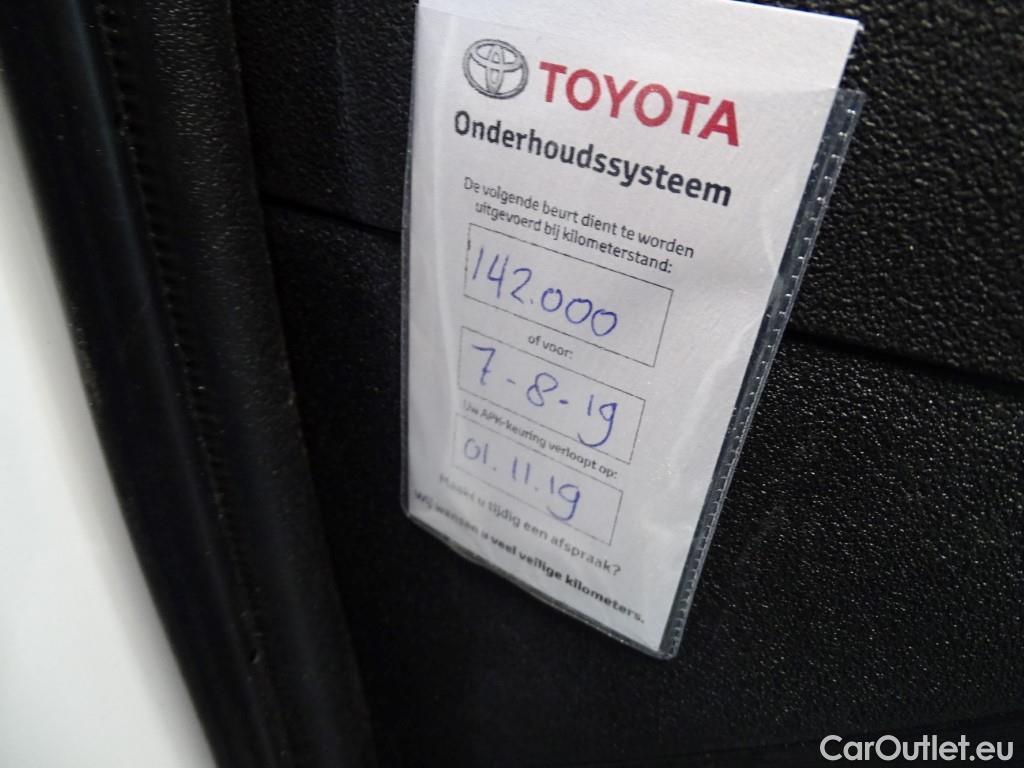 TOYOTA
Onderhoudssysteem
De volgende beurt dient te worden
uitgevoerd bij kilometerstand:
142.000
of voor:
7-8-19
Uw APK-keuring verloopt op:
01.11.19
Maakt u tijdig een afspraak?
Wij wensen u veel veilige kilometers.
CarOutlet.eu